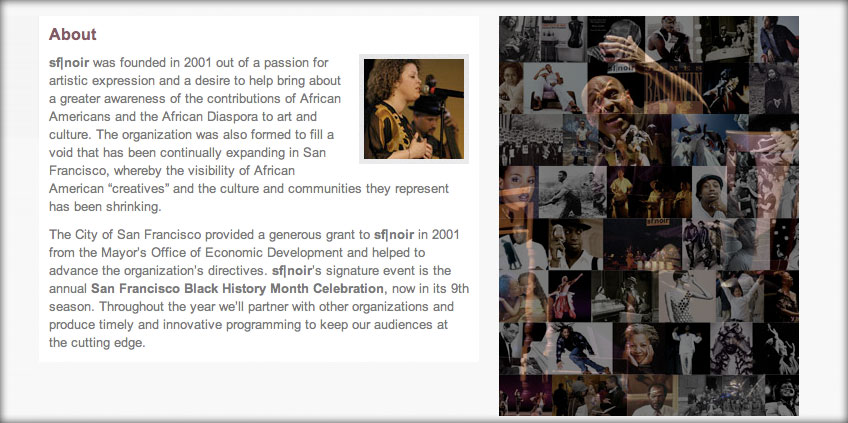 About
sf|noir was founded in 2001 out of a passion for
artistic expression and a desire to help bring about
a greater awareness of the contributions of African
Americans and the African Diaspora to art and
culture. The organization was also formed to fill a
void that has been continually expanding in San
Francisco, whereby the visibility of African
American “creatives” and the culture and communities they represent
has been shrinking.
The City of San Francisco provided a generous grant to sf|noir in 2001
from the Mayor’s Office of Economic Development and helped to
advance the organization’s directives. sf|noir’s signature event is the
annual San Francisco Black History Month Celebration, now in its 9th
season. Throughout the year we’ll partner with other organizations and
produce timely and innovative programming to keep our audiences at
the cutting edge.
sf|noir